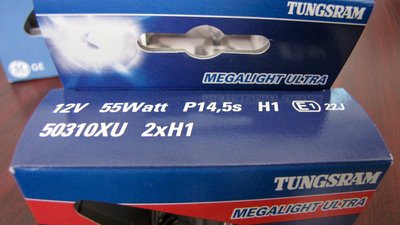 TUNGSRAM
MEGALIGHT ULTRA
GE
12V 55Watt P14,5s H1 E1 22J
50310XU 2xH1
TUNGSRAM
MEGALIGHT ULTRA